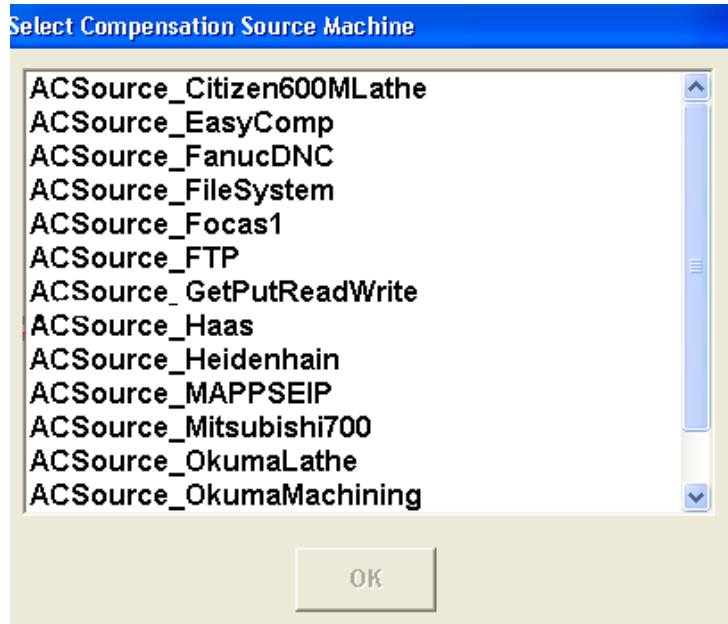 Select Compensation Source Machine
ACSource_Citizen600MLathe
ACSource_EasyComp
ACSource_FanucDNC
ACSource_FileSystem
ACSource_Focas1
ACSource_FTP
ACSource_GetPutReadWrite
ACSource_Haas
ACSource_Heidenhain
ACSource_MAPPSEIP
ACSource_Mitsubishi700
ACSource_OkumaLathe
ACSource_OkumaMachining
OK